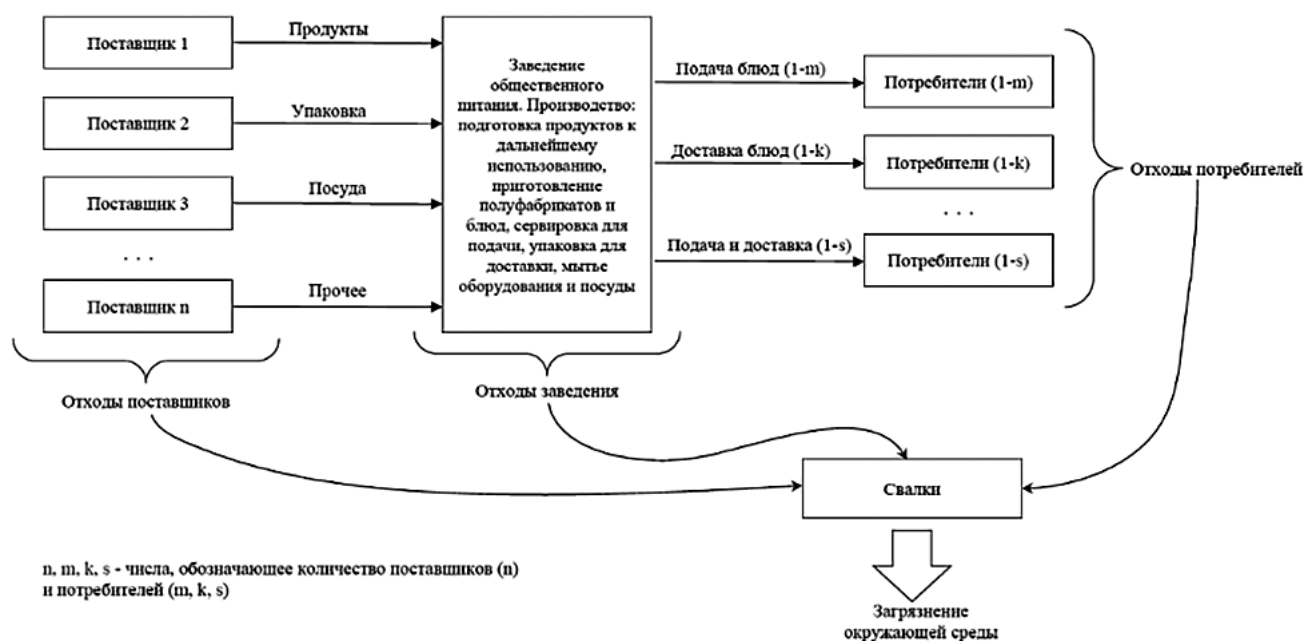 Поставщик 1
Продукты
Поставщик 2
Упаковка
Поставщик 3
Посуда
. . .
Поставщик n
Прочее
Заведение
общественного
питания. Производство:
подготовка продуктов к
дальнейшему
использованию,
приготовление
полуфабрикатов и
блюд, сервировка для
подачи, упаковка для
доставки, мытье
оборудования и посуды
Подача блюд (1-m)
Потребители (1-m)
Доставка блюд (1-k)
Потребители (1-k)
. . .
Подача и доставка (1-s)
Потребители (1-s)
Отходы потребителей
Отходы поставшиков
Отходы заведения
Свалки
n, m, k, s - числа, обозначающее количество поставщиков (n)
и потребителей (m, k, s)
Загрязнение
окружающей среды